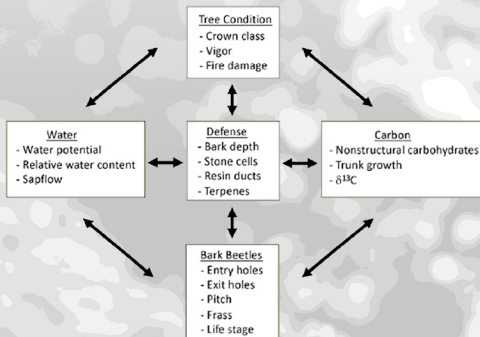 Tree Condition
- Crown class
- Vigor
- Fire damage
Water
- Water potential
- Relative water content
- Sapflow
Defense
- Bark depth
- Stone cells
- Resin ducts
- Terpenes
Carbon
- Nonstructural carbohydrates
- Trunk growth
- δ¹³C
Bark Beetles
- Entry holes
- Exit holes
- Pitch
- Frass
- Life stage